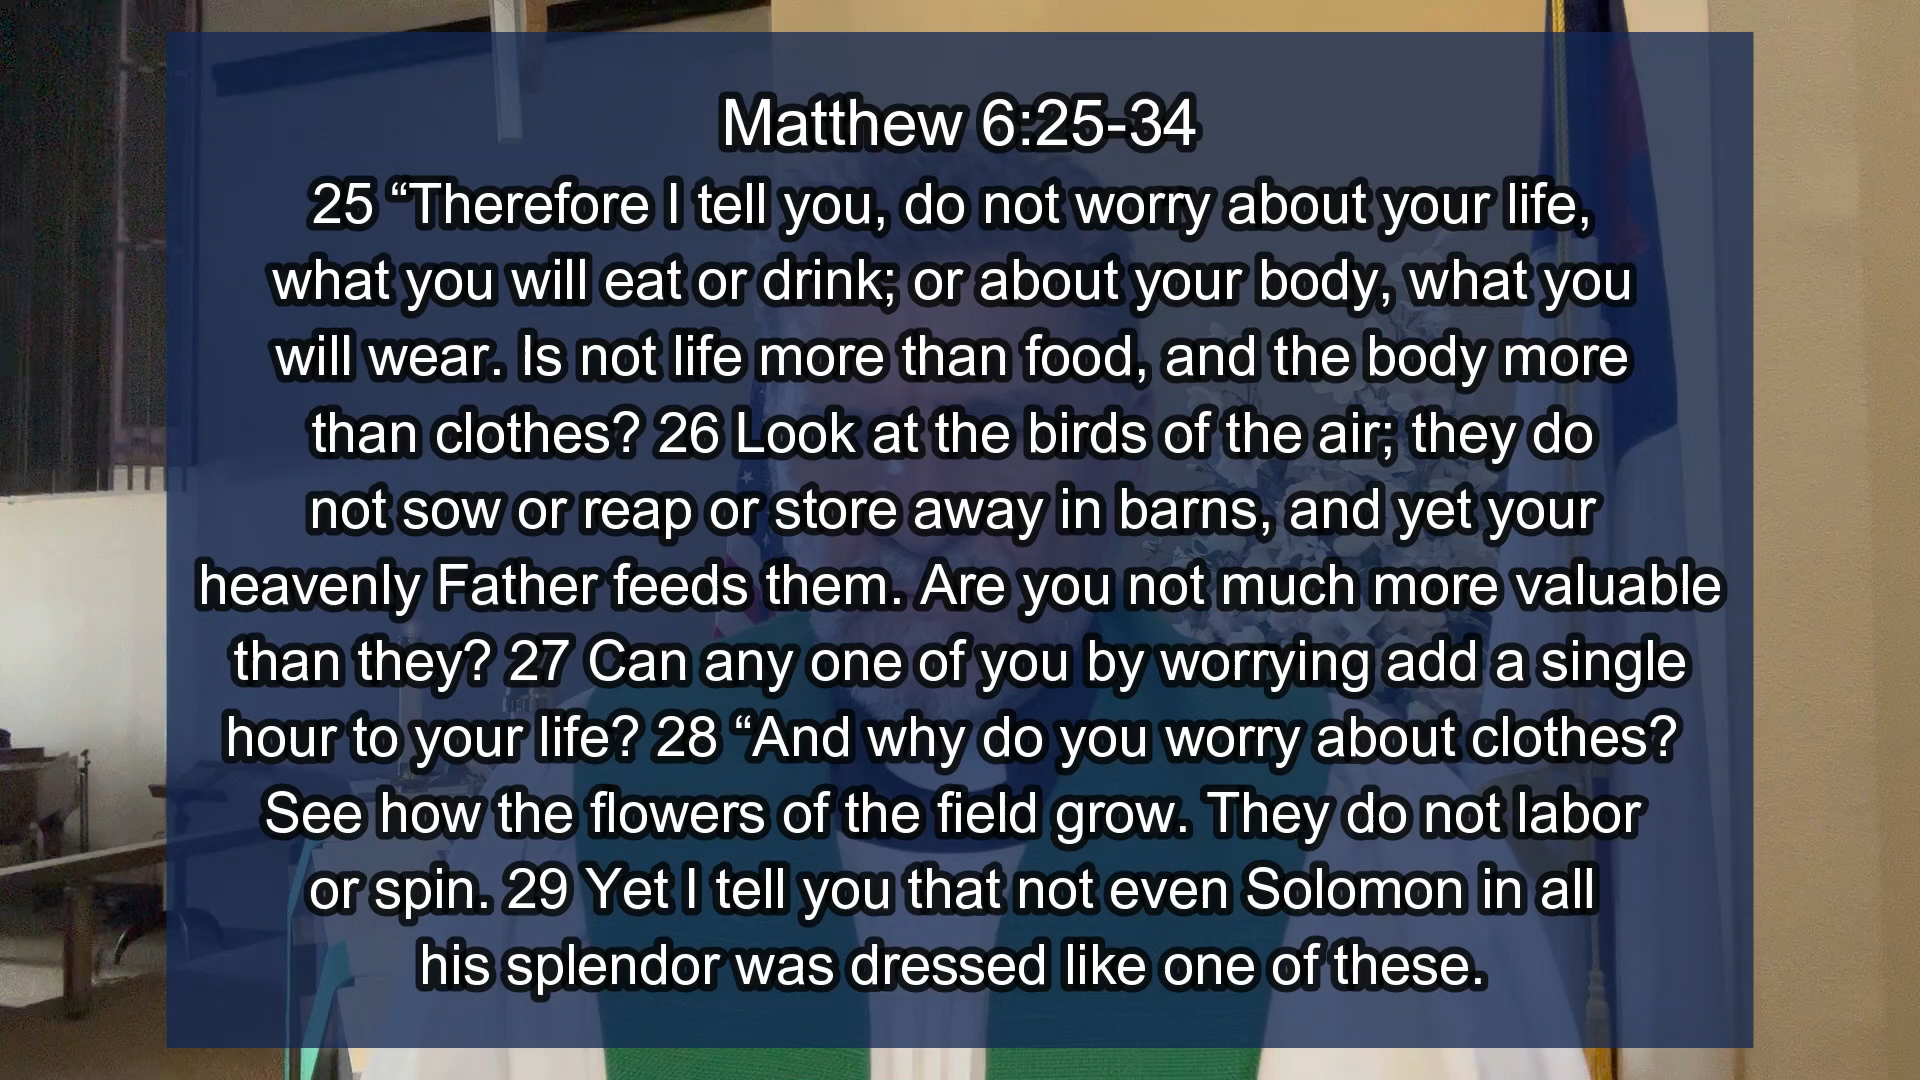 Matthew 6:25-34
25 “Therefore I tell you, do not worry about your life,
what you will eat or drink; or about your body, what you
will wear. Is not life more than food, and the body more
than clothes? 26 Look at the birds of the air; they do
not sow or reap or store away in barns, and yet your
heavenly Father feeds them. Are you not much more valuable
than they? 27 Can any one of you by worrying add a single
hour to your life? 28 “And why do you worry about clothes?
See how the flowers of the field grow. They do not labor
or spin. 29 Yet I tell you that not even Solomon in all
his splendor was dressed like one of these.